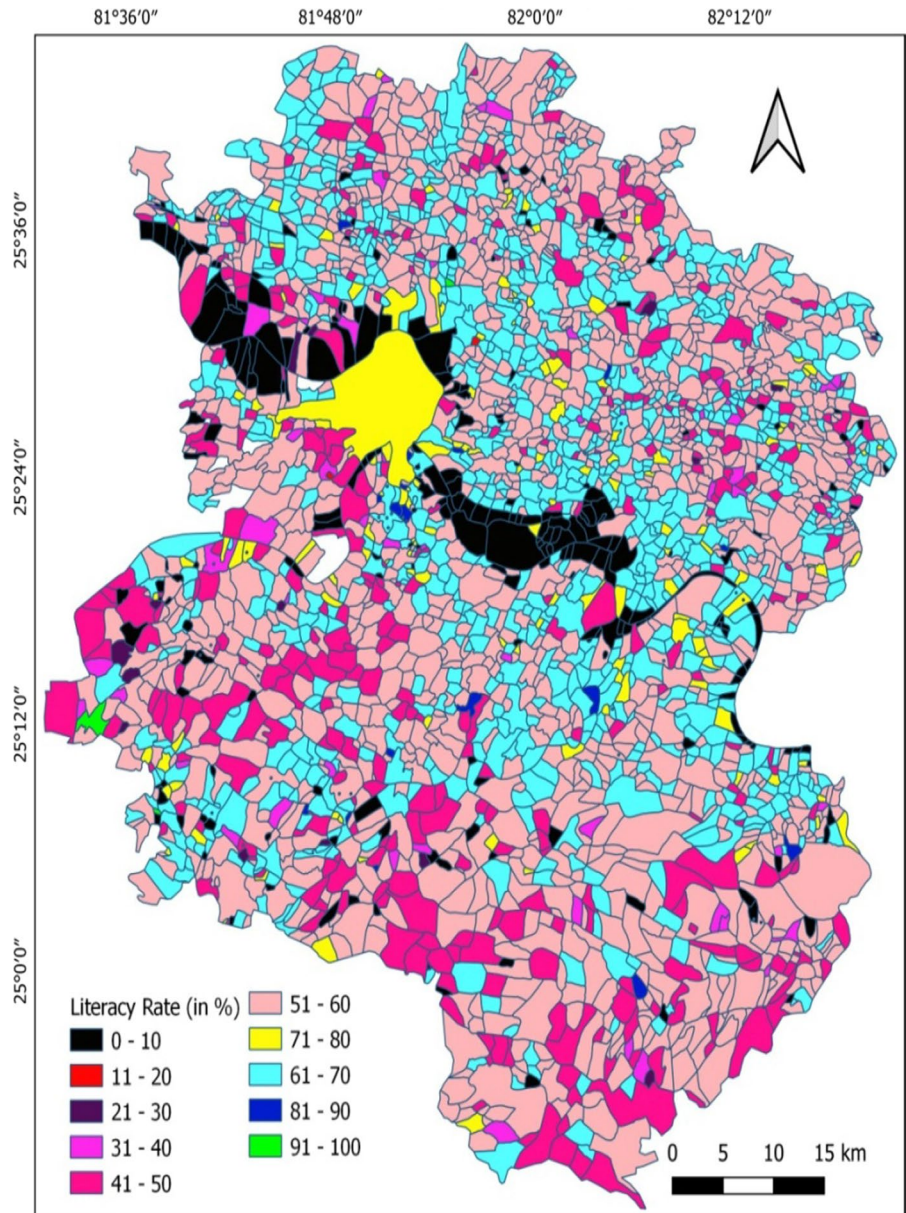 81°36′0″ 81°48′0″ 82°0′0″ 82°12′0″
25°36′0″
25°24′0″
25°12′0″
25°0′0″
Literacy Rate (in %)
0 - 10
11 - 20
21 - 30
31 - 40
41 - 50
51 - 60
71 - 80
61 - 70
81 - 90
91 - 100
0 5 10 15 km